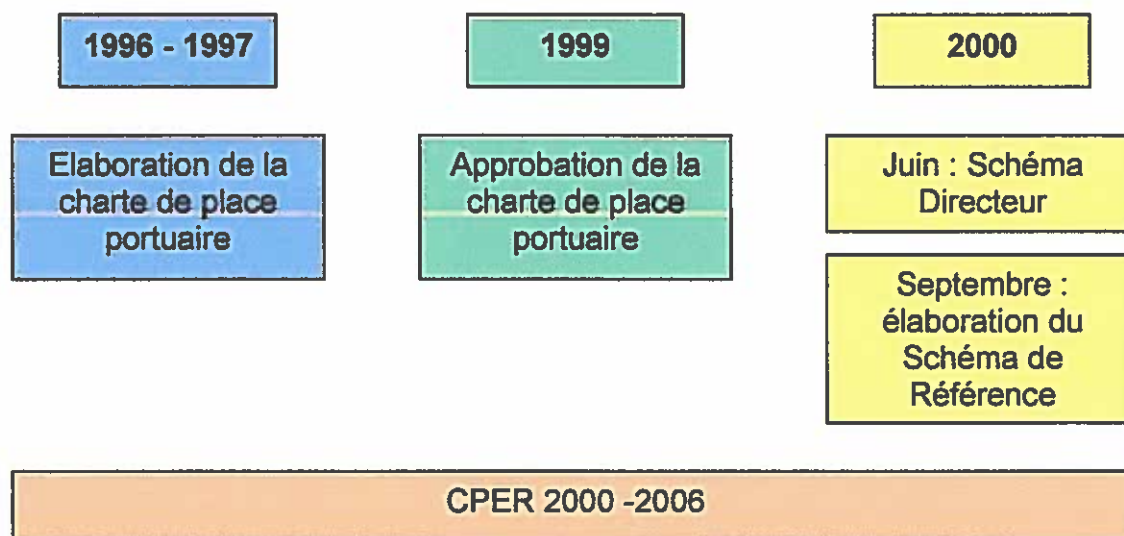 1996 - 1997
1999
2000
Elaboration de la
charte de place
portuaire
Approbation de la
charte de place
portuaire
Juin : Schéma
Directeur
Septembre :
élaboration du
Schéma de
Référence
CPER 2000 -2006